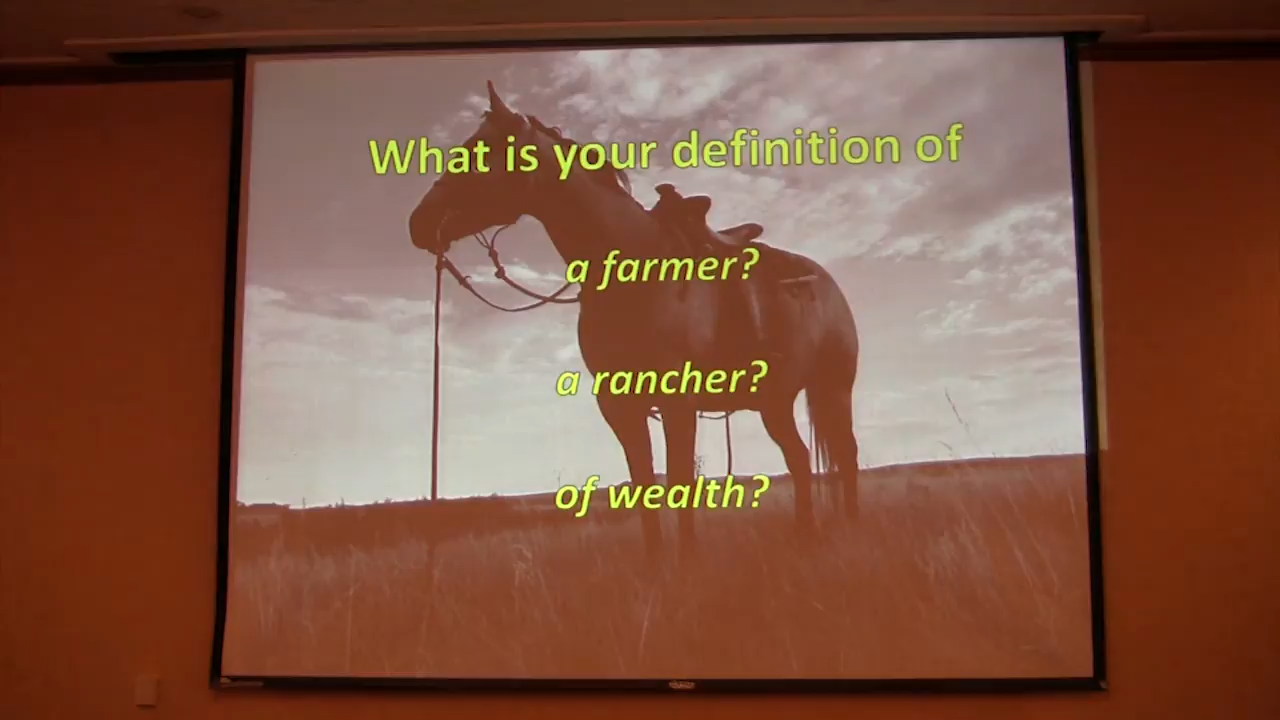 What is your definition of
a farmer?
a rancher?
of wealth?